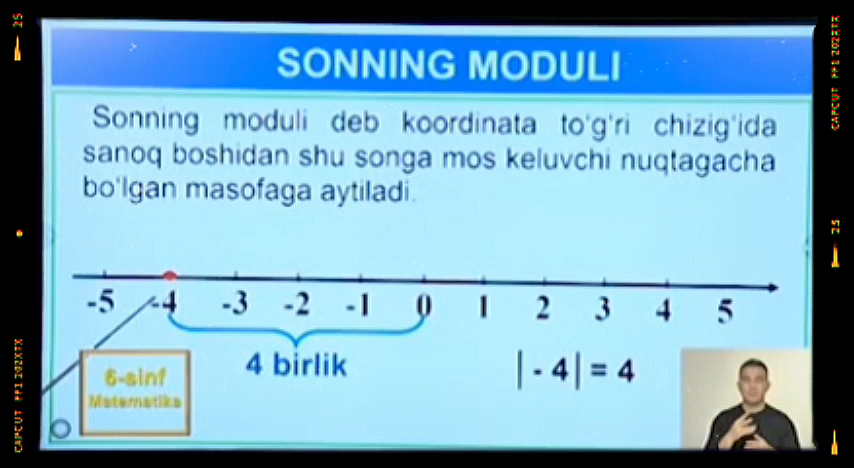 SONNING MODULI
Sonning moduli deb koordinata to'g'ri chizig'ida
sanoq boshidan shu songa mos keluvchi nuqtagacha
bo'lgan masofaga aytiladi.
-5 -4 -3 -2 -1 0 1 2 3 4 5
4 birlik
| - 4 | = 4
6-sinf
Matematika
25
25